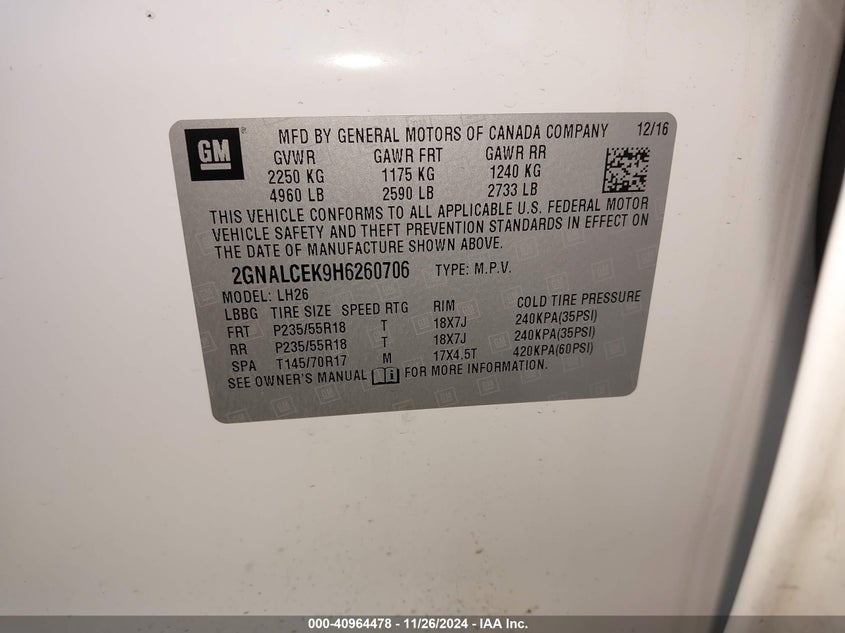 GM
®
MFD BY GENERAL MOTORS OF CANADA COMPANY 12/16
GVWR GAWR FRT GAWR RR
2250 KG 1175 KG 1240 KG
4960 LB 2590 LB 2733 LB
THIS VEHICLE CONFORMS TO ALL APPLICABLE U.S. FEDERAL MOTOR
VEHICLE SAFETY AND THEFT PREVENTION STANDARDS IN EFFECT ON
THE DATE OF MANUFACTURE SHOWN ABOVE.
2GNALCEK9H6260706 TYPE: M.P.V.
MODEL: LH26
LBBG TIRE SIZE SPEED RTG RIM COLD TIRE PRESSURE
FRT P235/55R18 T 18X7J 240KPA(35PSI)
RR P235/55R18 T 18X7J 240KPA(35PSI)
SPA T145/70R17 M 17X4.5T 420KPA(60PSI)
SEE OWNER'S MANUAL FOR MORE INFORMATION.
000-40964478 - 11/26/2024 - IAA Inc.